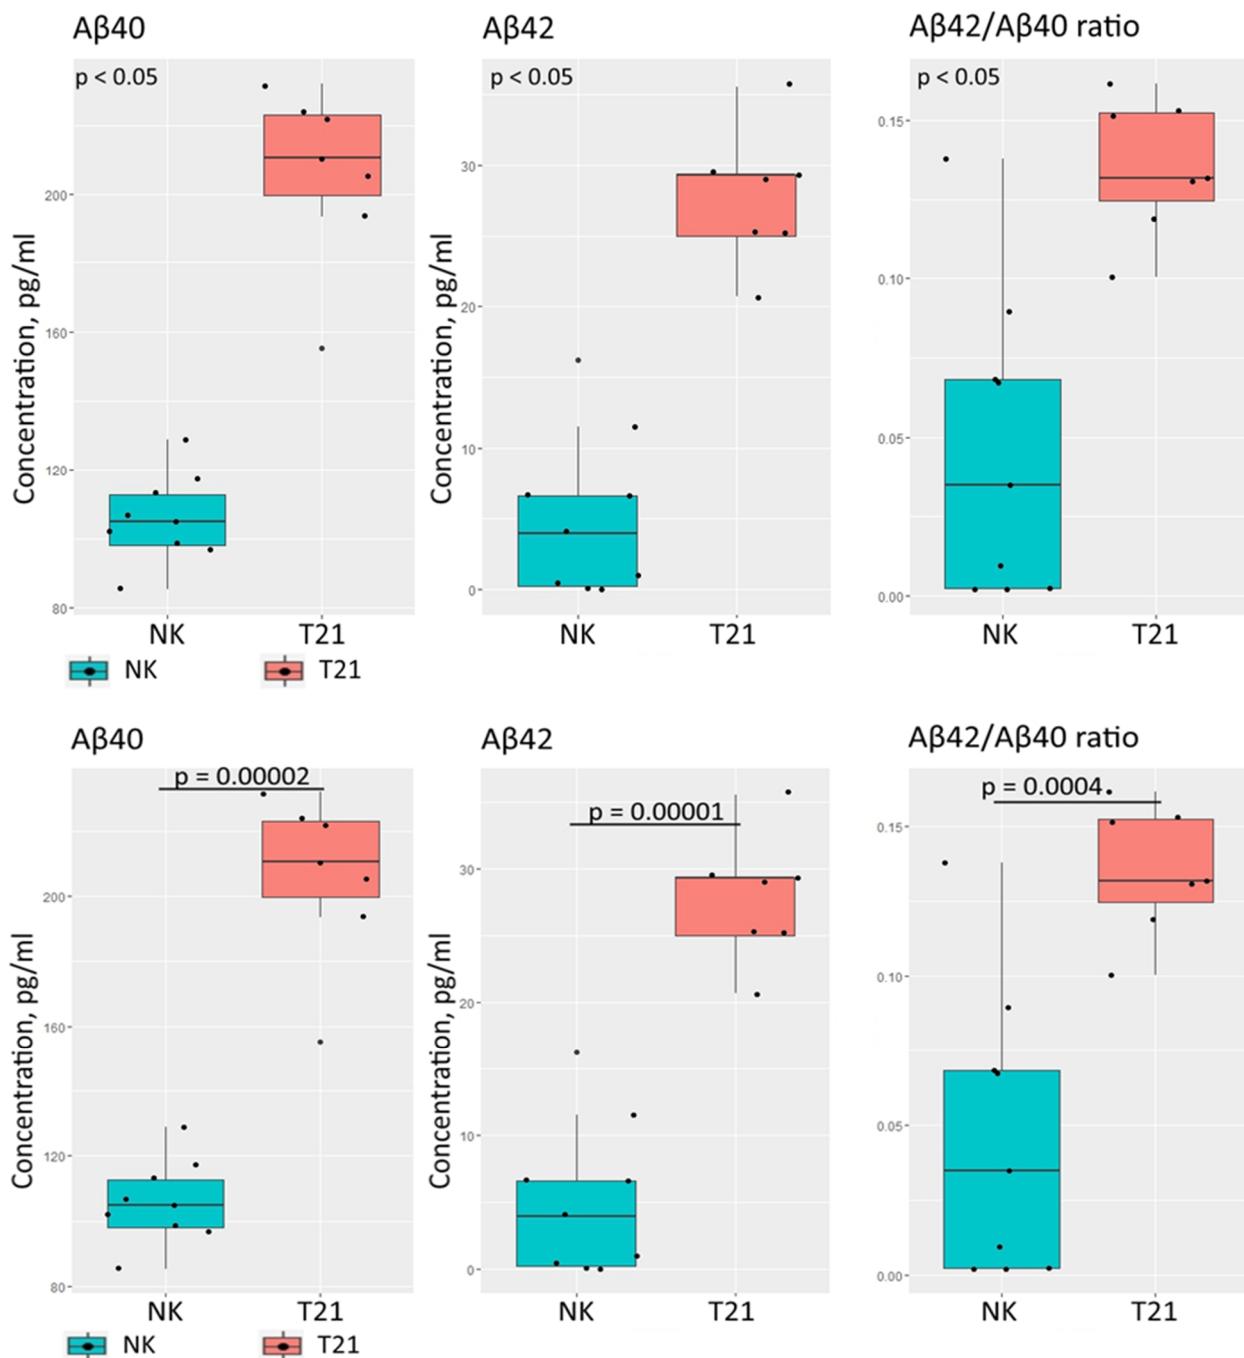 Aβ40
Aβ42
Aβ42/Aβ40 ratio
p < 0.05
p < 0.05
p < 0.05
Concentration, pg/ml
200
160
120
80
NK
T21
Concentration, pg/ml
30
20
10
0
NK
T21
0.15
0.10
0.05
0.00
NK
T21
NK
T21
Aβ40
Aβ42
Aβ42/Aβ40 ratio
p = 0.00002
p = 0.00001
p = 0.0004
Concentration, pg/ml
200
160
120
80
NK
T21
Concentration, pg/ml
30
20
10
0
NK
T21
0.15
0.10
0.05
0.00
NK
T21
NK
T21